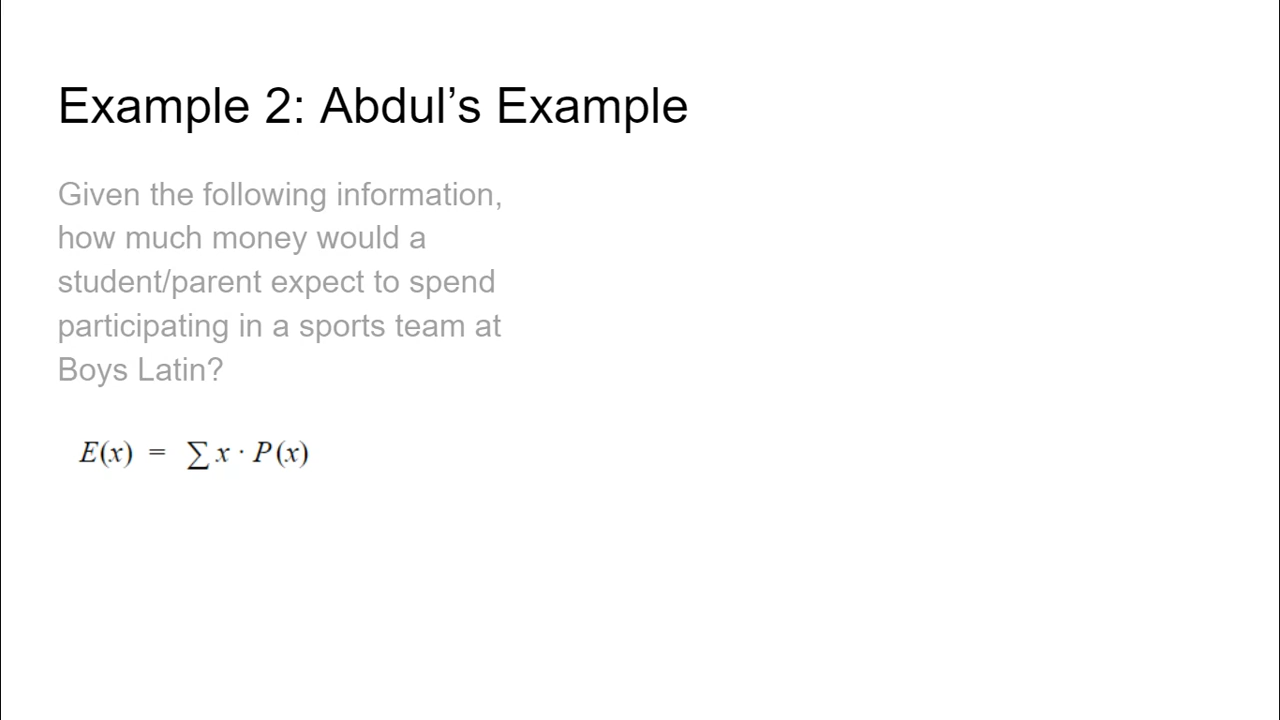 Example 2: Abdul’s Example
Given the following information,
how much money would a
student/parent expect to spend
participating in a sports team at
Boys Latin?
E(x) = ∑ x · P(x)